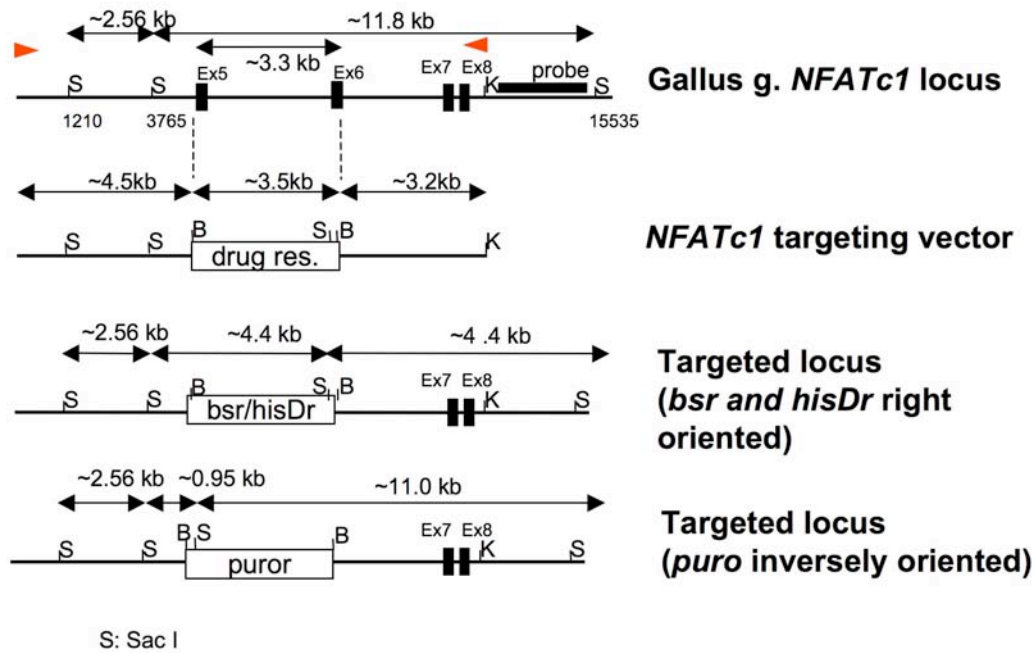 ~2.56 kb ~11.8 kb
~3.3 kb
S S Ex5 Ex6 Ex7 Ex8 K probe S
1210 3765 15535
Gallus g. NFATc1 locus
~4.5kb ~3.5kb ~3.2kb
S S B S B K
drug res.
NFATc1 targeting vector
~2.56 kb ~4.4 kb ~4 .4 kb
S S B S B Ex7 Ex8 K S
bsr/hisDr
Targeted locus
(bsr and hisDr right
oriented)
~2.56 kb ~0.95 kb ~11.0 kb
S S B S B Ex7 Ex8 K S
puror
Targeted locus
(puro inversely oriented)
S: Sac I